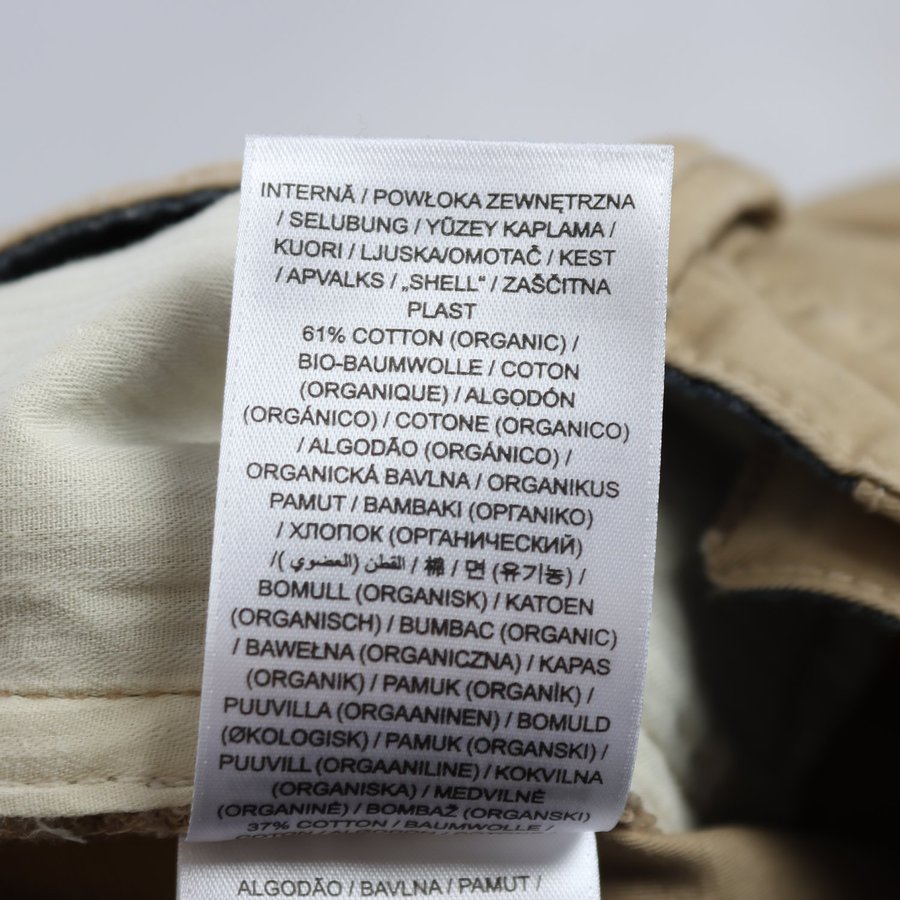 INTERNĀ / POWŁOKA ZEWNĘTRZNA
/ SELUBUNG / YÜZEY KAPLAMA /
KUORI / LJUSKA/OMOTAČ / KEST
/ APVALKS / „SHELL“ / ZAŠČITNA
PLAST
61% COTTON (ORGANIC) /
BIO-BAUMWOLLE / COTON
(ORGANIQUE) / ALGODÓN
(ORGÁNICO) / COTONE (ORGANICO)
/ ALGODÃO (ORGÁNICO) /
ORGANICKÁ BAVLNA / ORGANIKUS
PAMUT / BAMBAKI (ΟΡΓΑΝΙΚΟ)
/ ХЛОПОК (ОРГАНИЧЕСКИЙ)
/ القطن (العضوي )/ 棉 / 면 (유기농) /
BOMULL (ORGANISK) / KATOEN
(ORGANISCH) / BUMBAC (ORGANIC)
/ BAWEŁNA (ORGANICZNA) / KAPAS
(ORGANIK) / PAMUK (ORGANİK) /
PUUVILLA (ORGAANINEN) / BOMULD
(ØKOLOGISK) / PAMUK (ORGANSKI) /
PUUVILL (ORGAANILINE) / KOKVILNA
(ORGANISKA) / MEDVILNĖ
(ORGANINĖ) / BOMBAŽ (ORGANSKI)
37% COTTON / BAUMWOLLE /
ALGODÃO / BAVLNA / PAMUT /